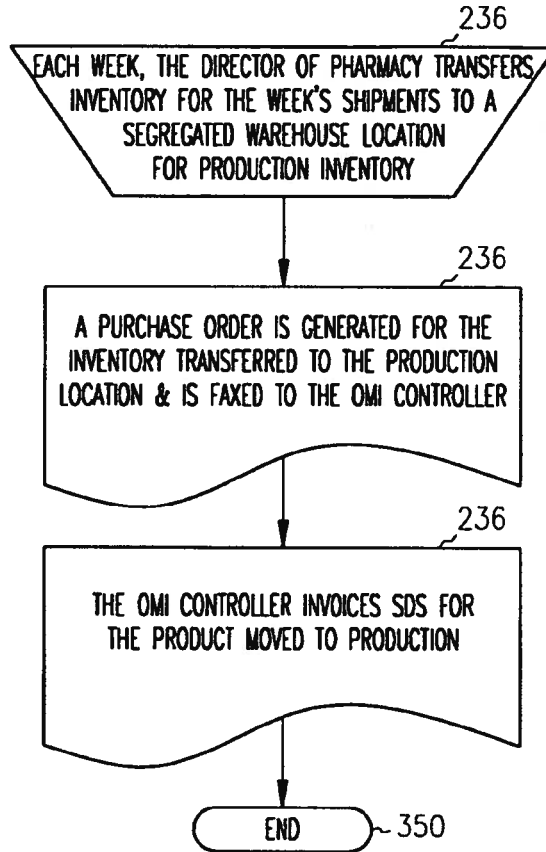 236
EACH WEEK, THE DIRECTOR OF PHARMACY TRANSFERS
INVENTORY FOR THE WEEK'S SHIPMENTS TO A
SEGREGATED WAREHOUSE LOCATION
FOR PRODUCTION INVENTORY
236
A PURCHASE ORDER IS GENERATED FOR THE
INVENTORY TRANSFERRED TO THE PRODUCTION
LOCATION & IS FAXED TO THE OMI CONTROLLER
236
THE OMI CONTROLLER INVOICES SDS FOR
THE PRODUCT MOVED TO PRODUCTION
END 350